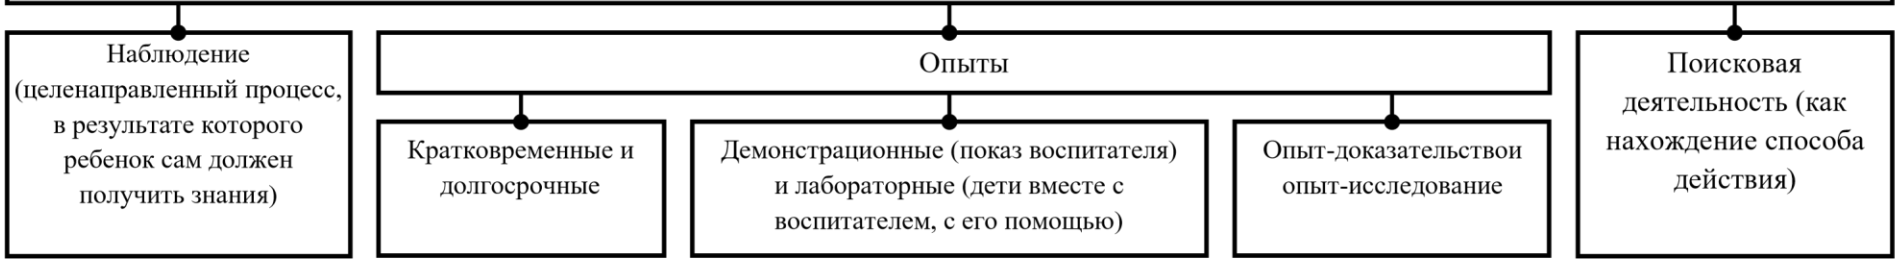 Наблюдение
(целенаправленный процесс,
в результате которого
ребенок сам должен
получить знания)
Опыты
Кратковременные и
долгосрочные
Демонстрационные (показ воспитателя)
и лабораторные (дети вместе с
воспитателем, с его помощью)
Опыт-доказательствои
опыт-исследование
Поисковая
деятельность (как
нахождение способа
действия)